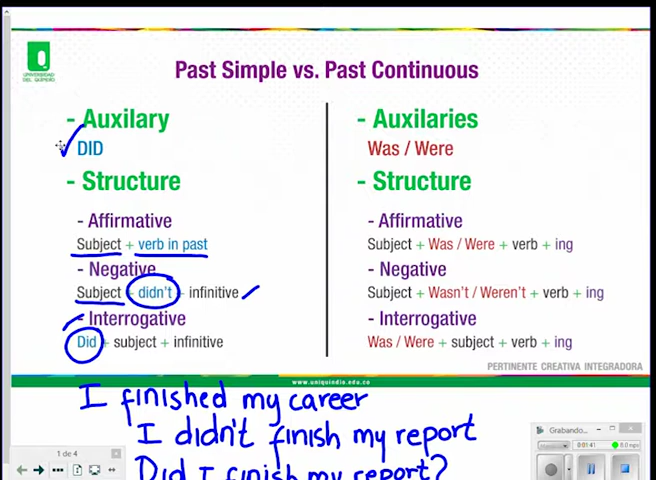 UNIVERSIDAD
DEL QUINDÍO
Past Simple vs. Past Continuous
- Auxilary
DID
- Structure
- Affirmative
Subject + verb in past
- Negative
Subject + didn't + infinitive
- Interrogative
Did + subject + infinitive
- Auxilaries
Was / Were
- Structure
- Affirmative
Subject + Was / Were + verb + ing
- Negative
Subject + Wasn't / Weren't + verb + ing
- Interrogative
Was / Were + subject + verb + ing
PERTINENTE CREATIVA INTEGRADORA
www.uniquindio.edu.co
I finished my career
I didn't finish my report
Did I finish my report?
1 de 4
Grabando...
00:01:41